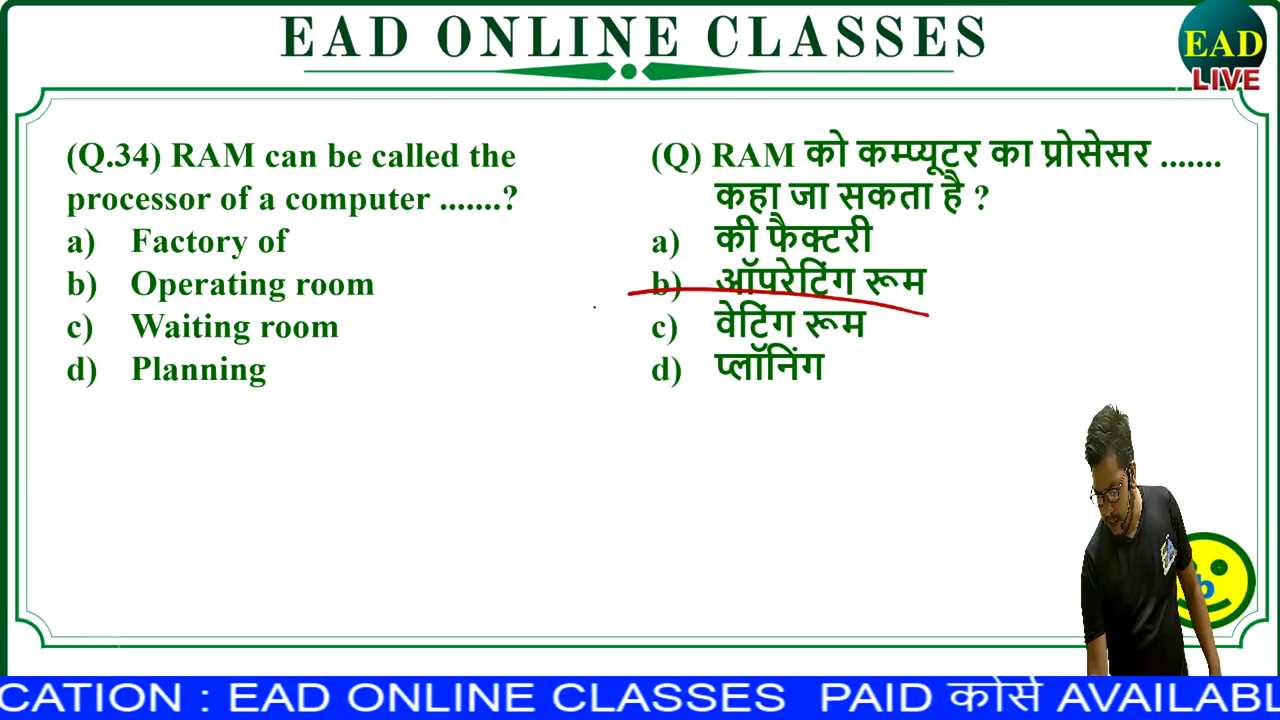 EAD ONLINE CLASSES
EAD
LIVE
(Q.34) RAM can be called the
processor of a computer .......?
a) Factory of
b) Operating room
c) Waiting room
d) Planning
(Q) RAM को कम्प्यूटर का प्रोसेसर .......
कहा जा सकता है ?
a) की फैक्टरी
b) ऑपरेटिंग रूम
c) वेटिंग रूम
d) प्लॉनिंग
b
CATION : EAD ONLINE CLASSES PAID कोर्स AVAILABL